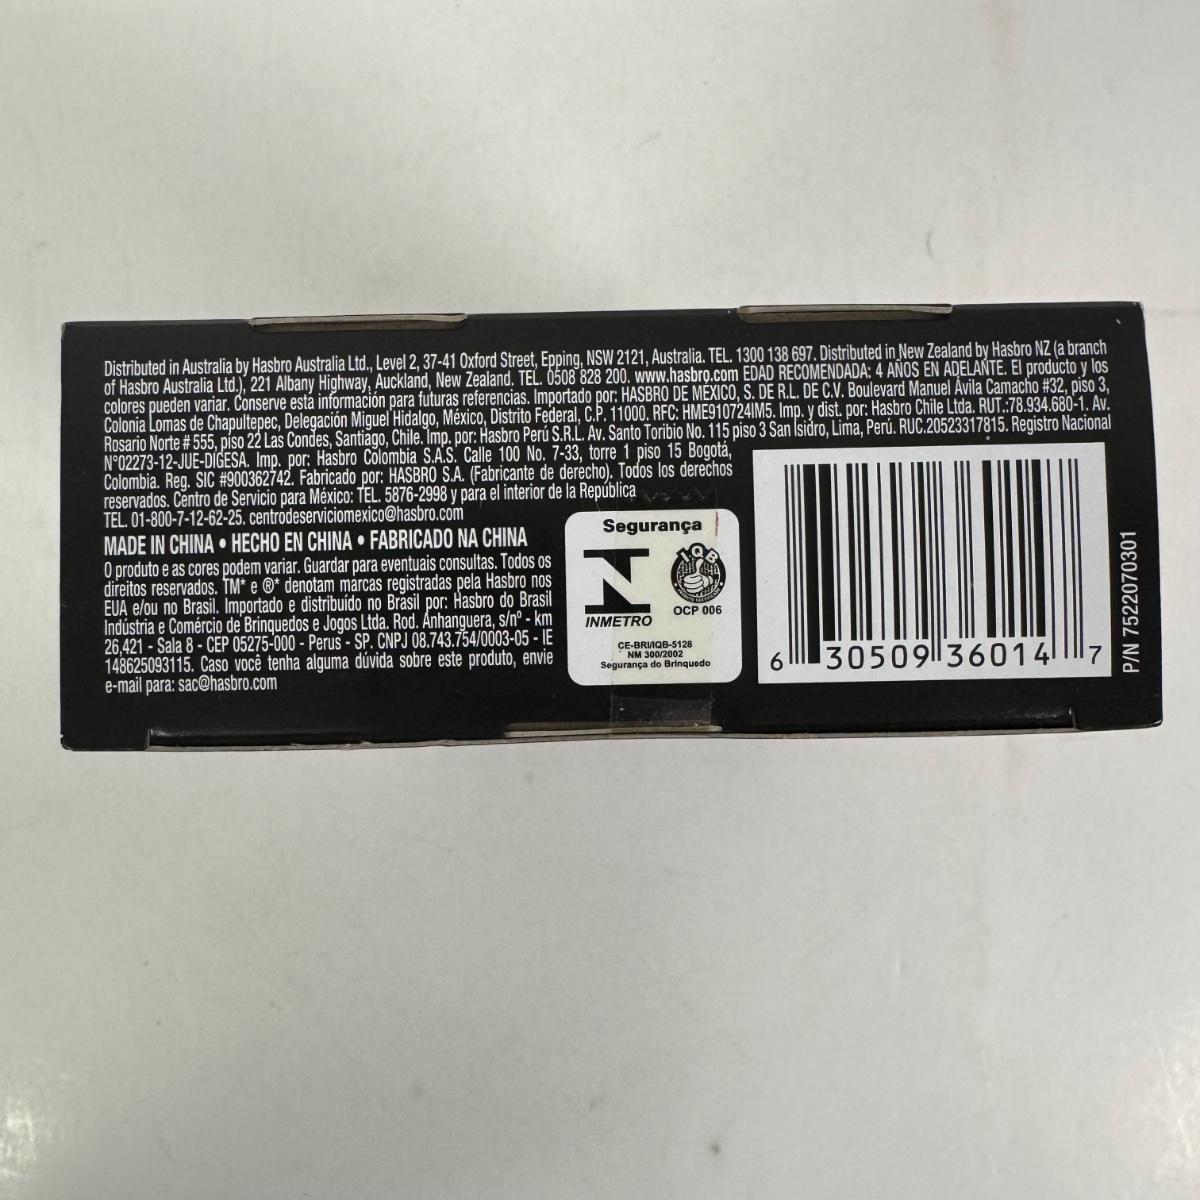 Distributed in Australia by Hasbro Australia Ltd., Level 2, 37-41 Oxford Street, Epping, NSW 2121, Australia. TEL. 1300 138 697. Distributed in New Zealand by Hasbro NZ (a branch
of Hasbro Australia Ltd.), 221 Albany Highway, Auckland, New Zealand. TEL. 0508 828 200. www.hasbro.com EDAD RECOMENDADA: 4 AÑOS EN ADELANTE. El producto y los
colores pueden variar. Conserve esta información para futuras referencias. Importado por: HASBRO DE MEXICO, S. DE R.L. DE C.V. Boulevard Manuel Ávila Camacho #32, piso 3,
Colonia Lomas de Chapultepec, Delegación Miguel Hidalgo, México, Distrito Federal, C.P. 11000. RFC: HME910724IM5. Imp. y dist. por: Hasbro Chile Ltda. RUT.:78.934.680-1. Av.
Rosario Norte # 555, piso 22 Las Condes, Santiago, Chile. Imp. por: Hasbro Perú S.R.L. Av. Santo Toribio No. 115 piso 3 San Isidro, Lima, Perú. RUC.20523317815. Registro Nacional
N°02273-12-JUE-DIGESA. Imp. por: Hasbro Colombia S.A.S. Calle 100 No. 7-33, torre 1 piso 15 Bogotá,
Colombia. Reg. SIC #900362742. Fabricado por: HASBRO S.A. (Fabricante de derecho). Todos los derechos
reservados. Centro de Servicio para México: TEL. 5876-2998 y para el interior de la República
TEL. 01-800-7-12-62-25. centrodeserviciomexico@hasbro.com
MADE IN CHINA • HECHO EN CHINA • FABRICADO NA CHINA
O produto e as cores podem variar. Guardar para eventuais consultas. Todos os
direitos reservados. TM* e ®* denotam marcas registradas pela Hasbro nos
EUA e/ou no Brasil. Importado e distribuído no Brasil por: Hasbro do Brasil
Indústria e Comércio de Brinquedos e Jogos Ltda. Rod. Anhanguera, s/nº - km
26,421 - Sala 8 - CEP 05275-000 - Perus - SP. CNPJ 08.743.754/0003-05 - IE
148625093115. Caso você tenha alguma dúvida sobre este produto, envie
e-mail para: sac@hasbro.com
Segurança
I.Q.B
INMETRO
OCP 006
CE-BRI/IQB-5128
NM 300/2002
Segurança do Brinquedo
6 30509 36014 7
P/N 7522070301